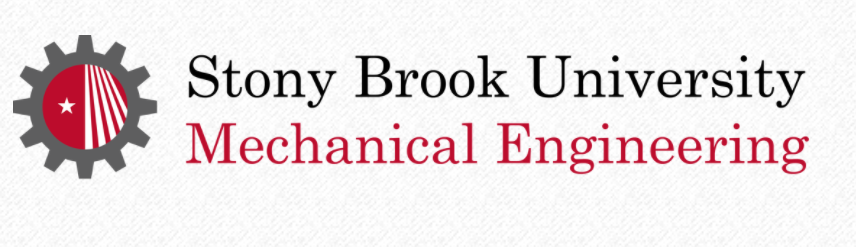 Stony Brook University
Mechanical Engineering